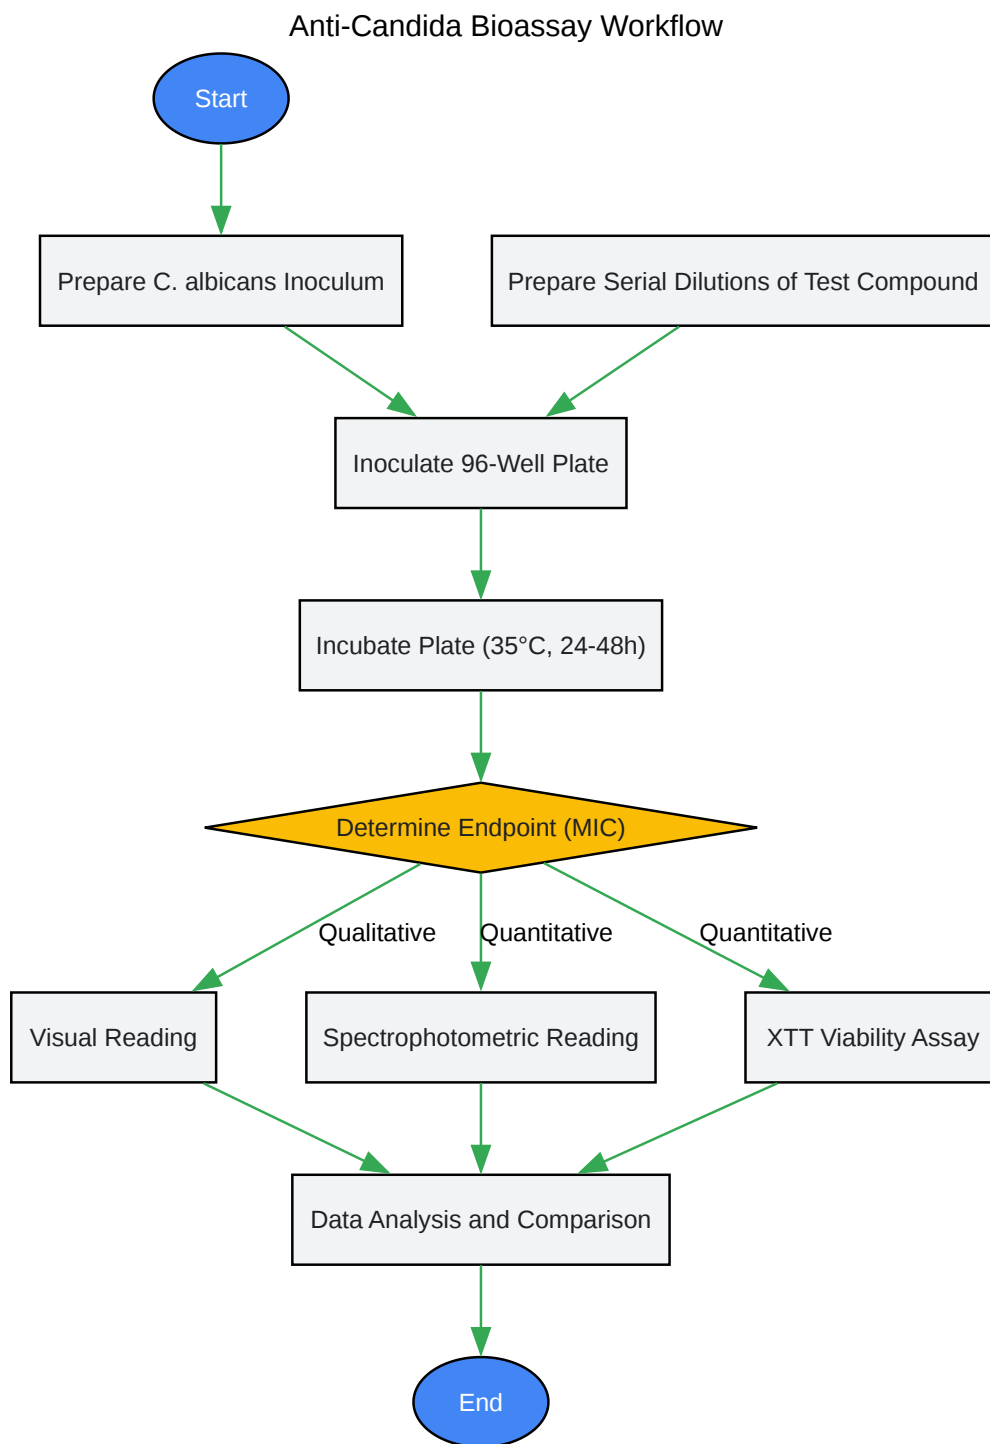 Anti-Candida Bioassay Workflow
Start
Prepare C. albicans Inoculum
Prepare Serial Dilutions of Test Compound
Inoculate 96-Well Plate
Incubate Plate (35°C, 24-48h)
Determine Endpoint (MIC)
Qualitative
Quantitative
Quantitative
Visual Reading
Spectrophotometric Reading
XTT Viability Assay
Data Analysis and Comparison
End